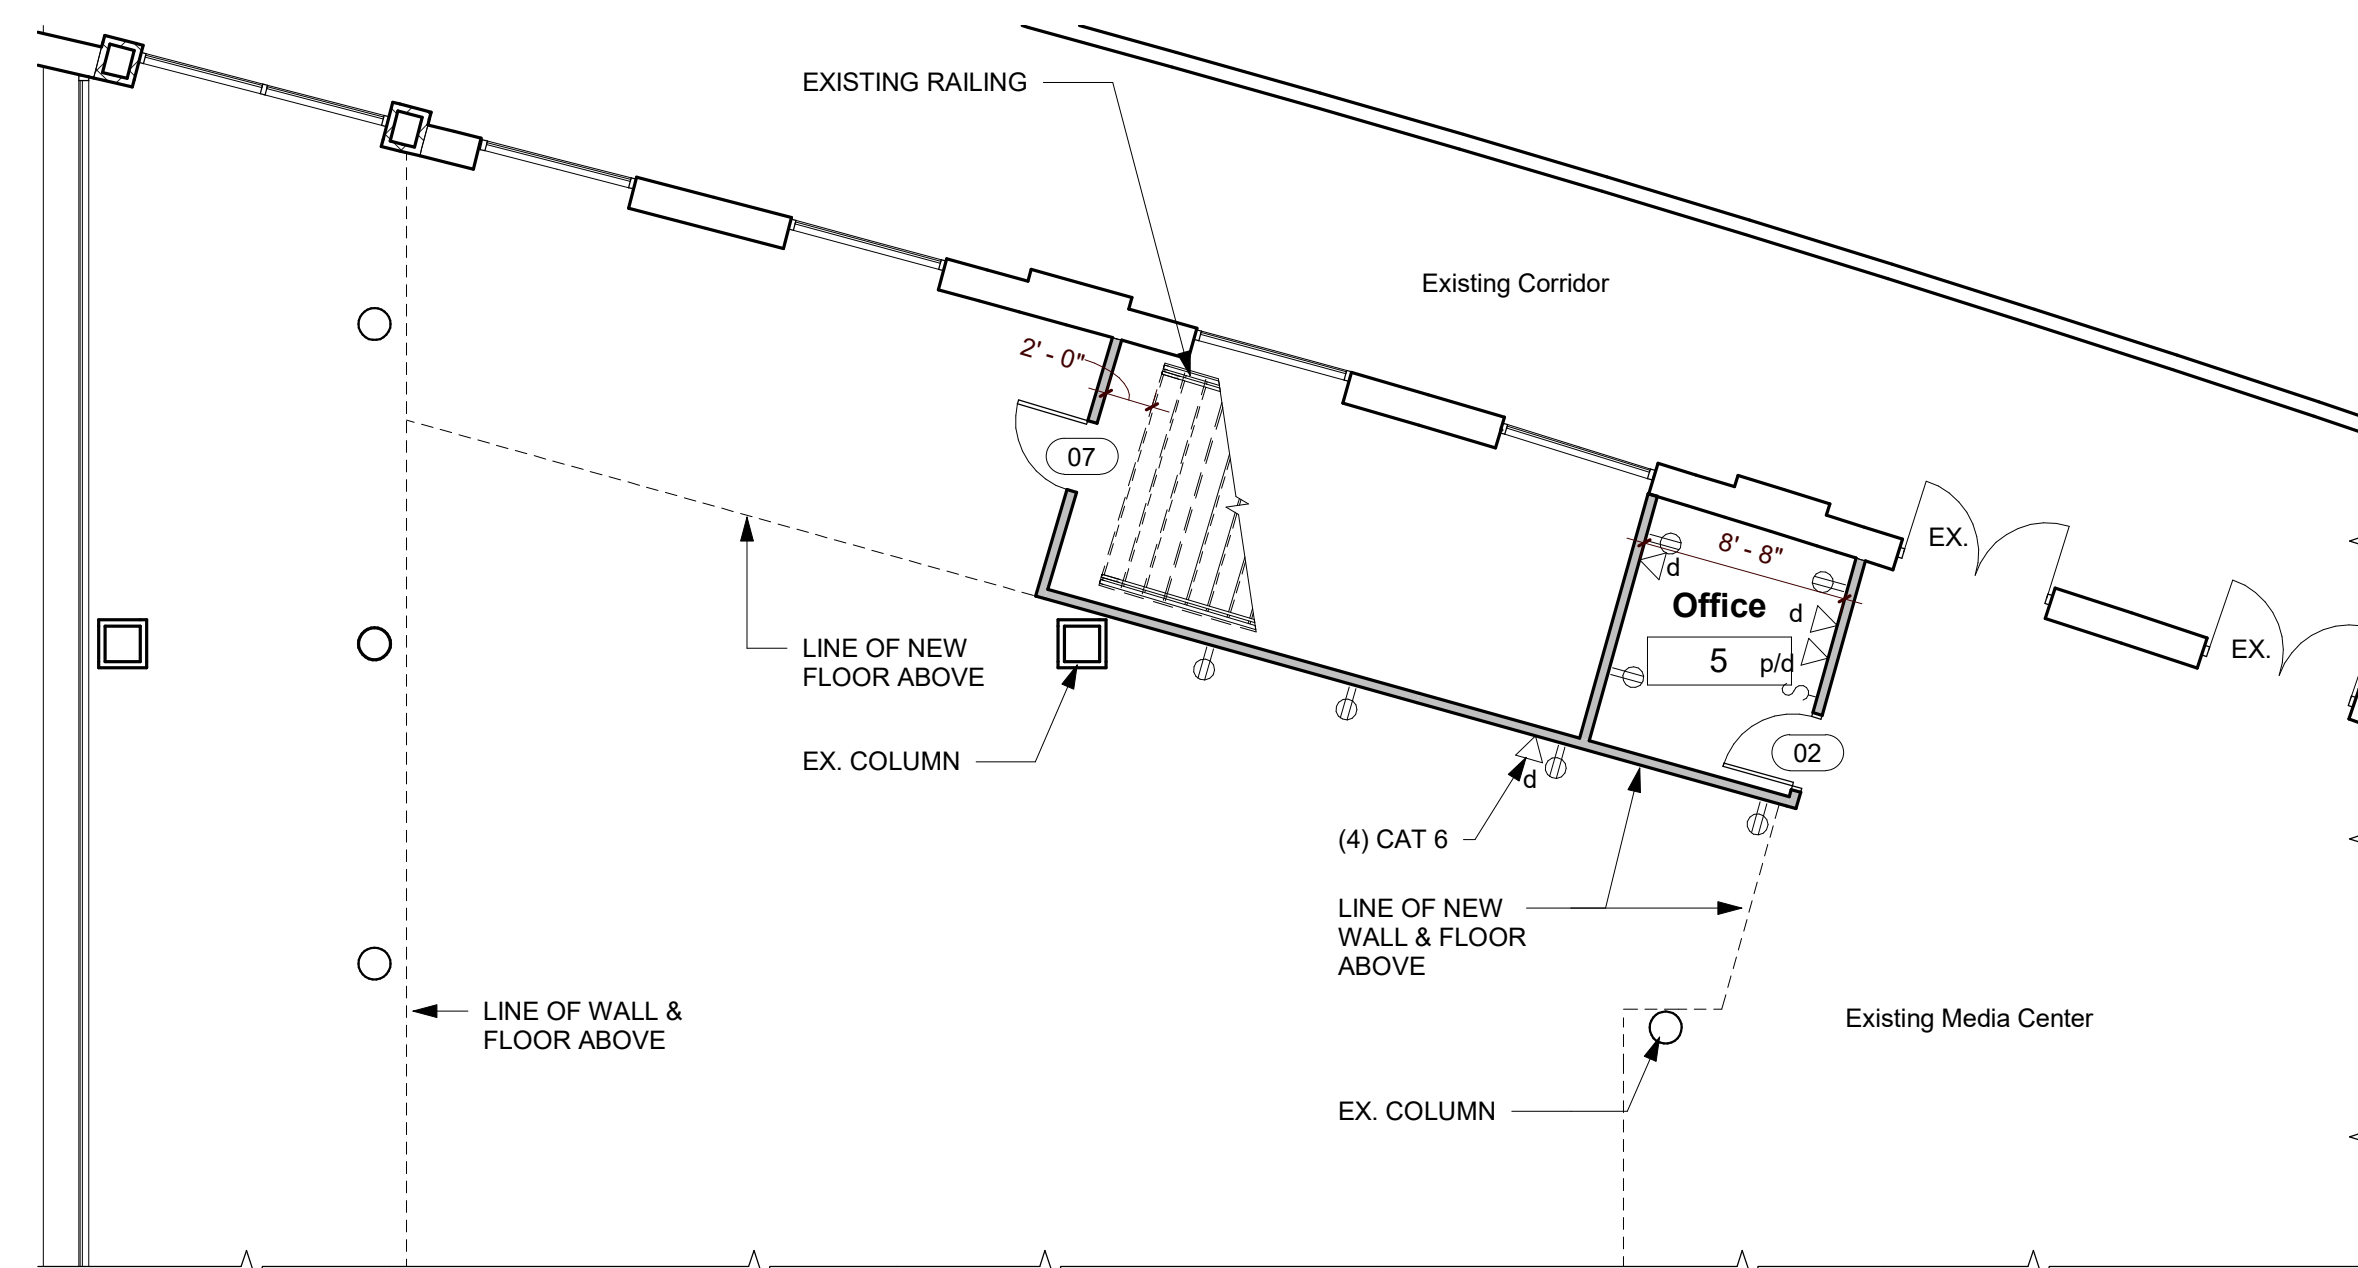 EXISTING RAILING
Existing Corridor
2' - 0"
07
EX.
8' - 8"
d
Office
d
5
p/d
EX.
LINE OF NEW
FLOOR ABOVE
EX. COLUMN
02
d
(4) CAT 6
LINE OF NEW
WALL & FLOOR
ABOVE
LINE OF WALL &
FLOOR ABOVE
Existing Media Center
EX. COLUMN